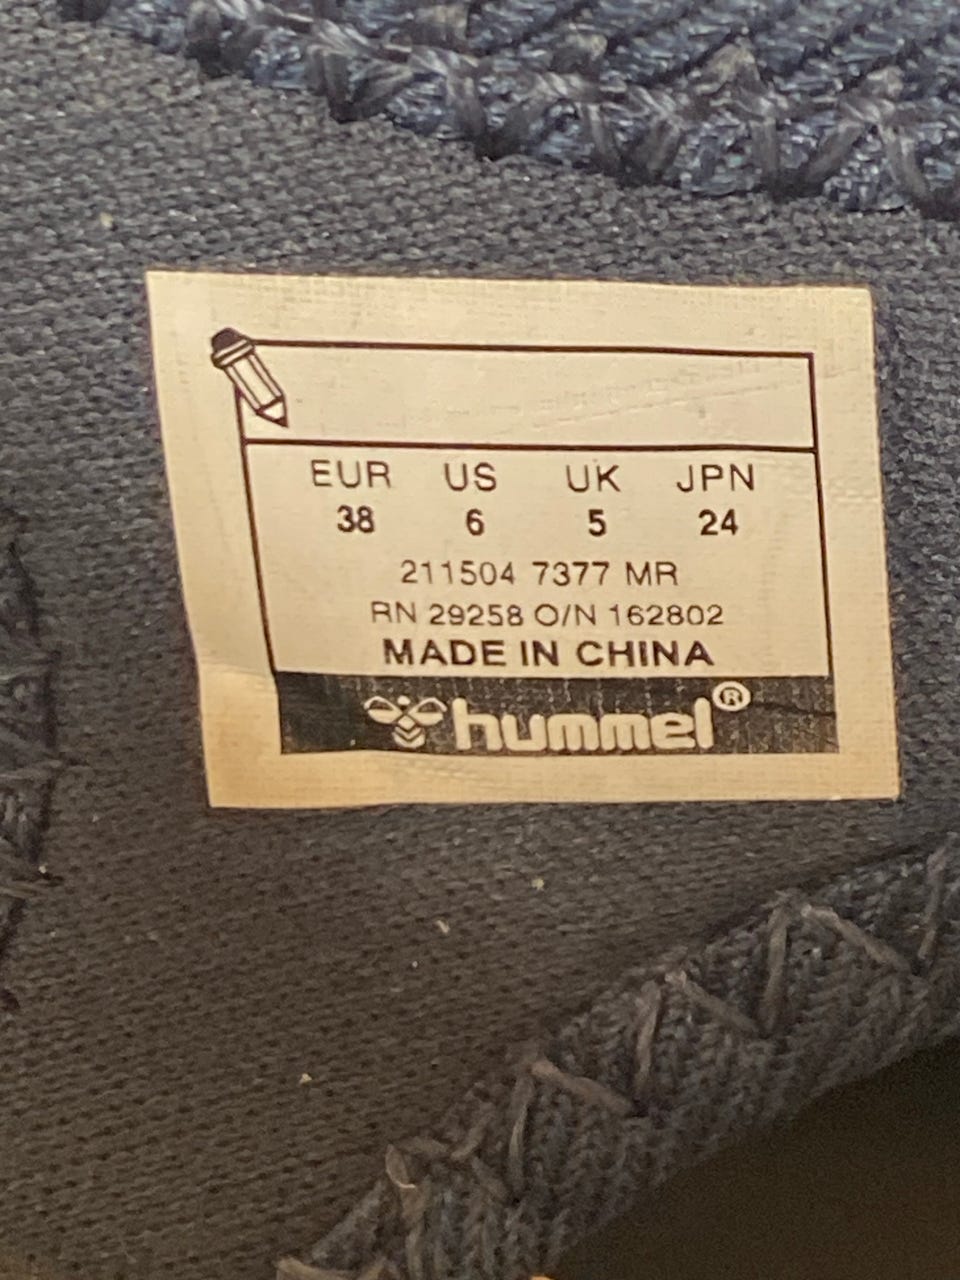 EUR US UK JPN
38 6 5 24
211504 7377 MR
RN 29258 O/N 162802
MADE IN CHINA
hummel®